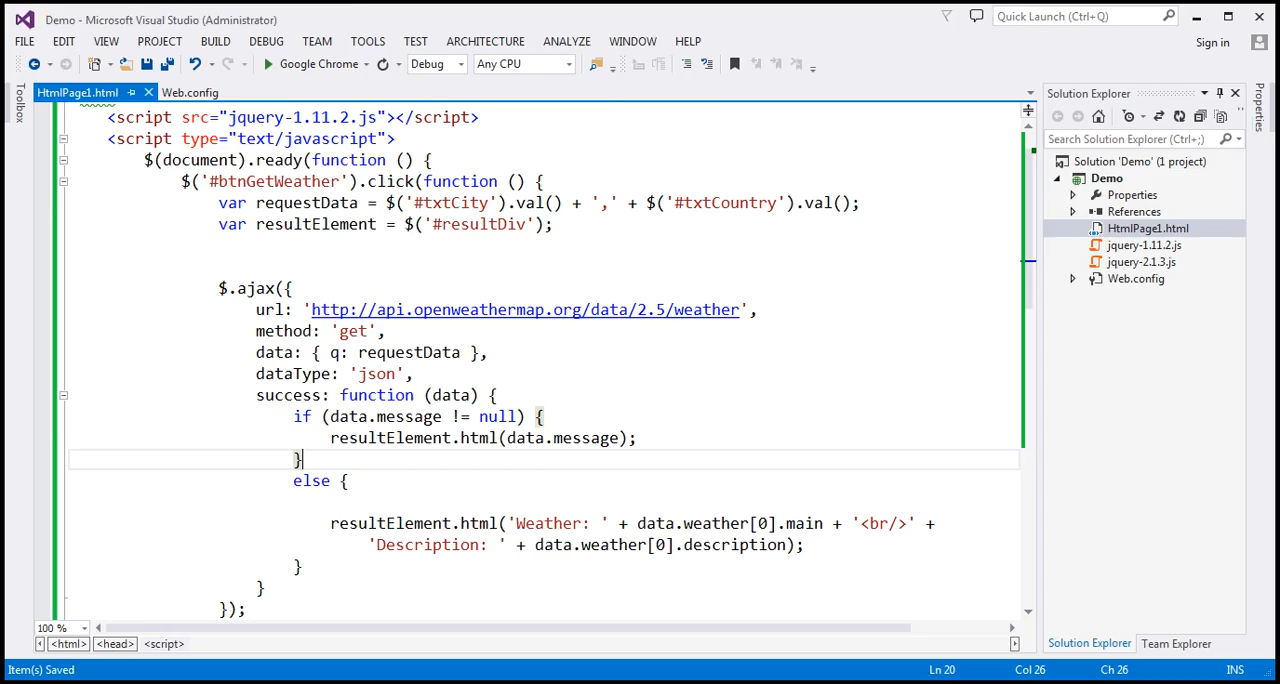 Demo - Microsoft Visual Studio (Administrator)
Quick Launch (Ctrl+Q)
FILE EDIT VIEW PROJECT BUILD DEBUG TEAM TOOLS TEST ARCHITECTURE ANALYZE WINDOW HELP
Sign in
Google Chrome Debug Any CPU
Toolbox
HtmlPage1.html Web.config
<script src="jquery-1.11.2.js"></script>
<script type="text/javascript">
$(document).ready(function () {
$('#btnGetWeather').click(function () {
var requestData = $('#txtCity').val() + ',' + $('#txtCountry').val();
var resultElement = $('#resultDiv');
$.ajax({
url: 'http://api.openweathermap.org/data/2.5/weather',
method: 'get',
data: { q: requestData },
dataType: 'json',
success: function (data) {
if (data.message != null) {
resultElement.html(data.message);
}
else {
resultElement.html('Weather: ' + data.weather[0].main + '<br/>' +
'Description: ' + data.weather[0].description);
}
}
});
100 %
<html> <head> <script>
Solution Explorer
Search Solution Explorer (Ctrl+;)
Solution 'Demo' (1 project)
Demo
Properties
References
HtmlPage1.html
jquery-1.11.2.js
jquery-2.1.3.js
Web.config
Solution Explorer Team Explorer
Properties
Item(s) Saved Ln 20 Col 26 Ch 26 INS